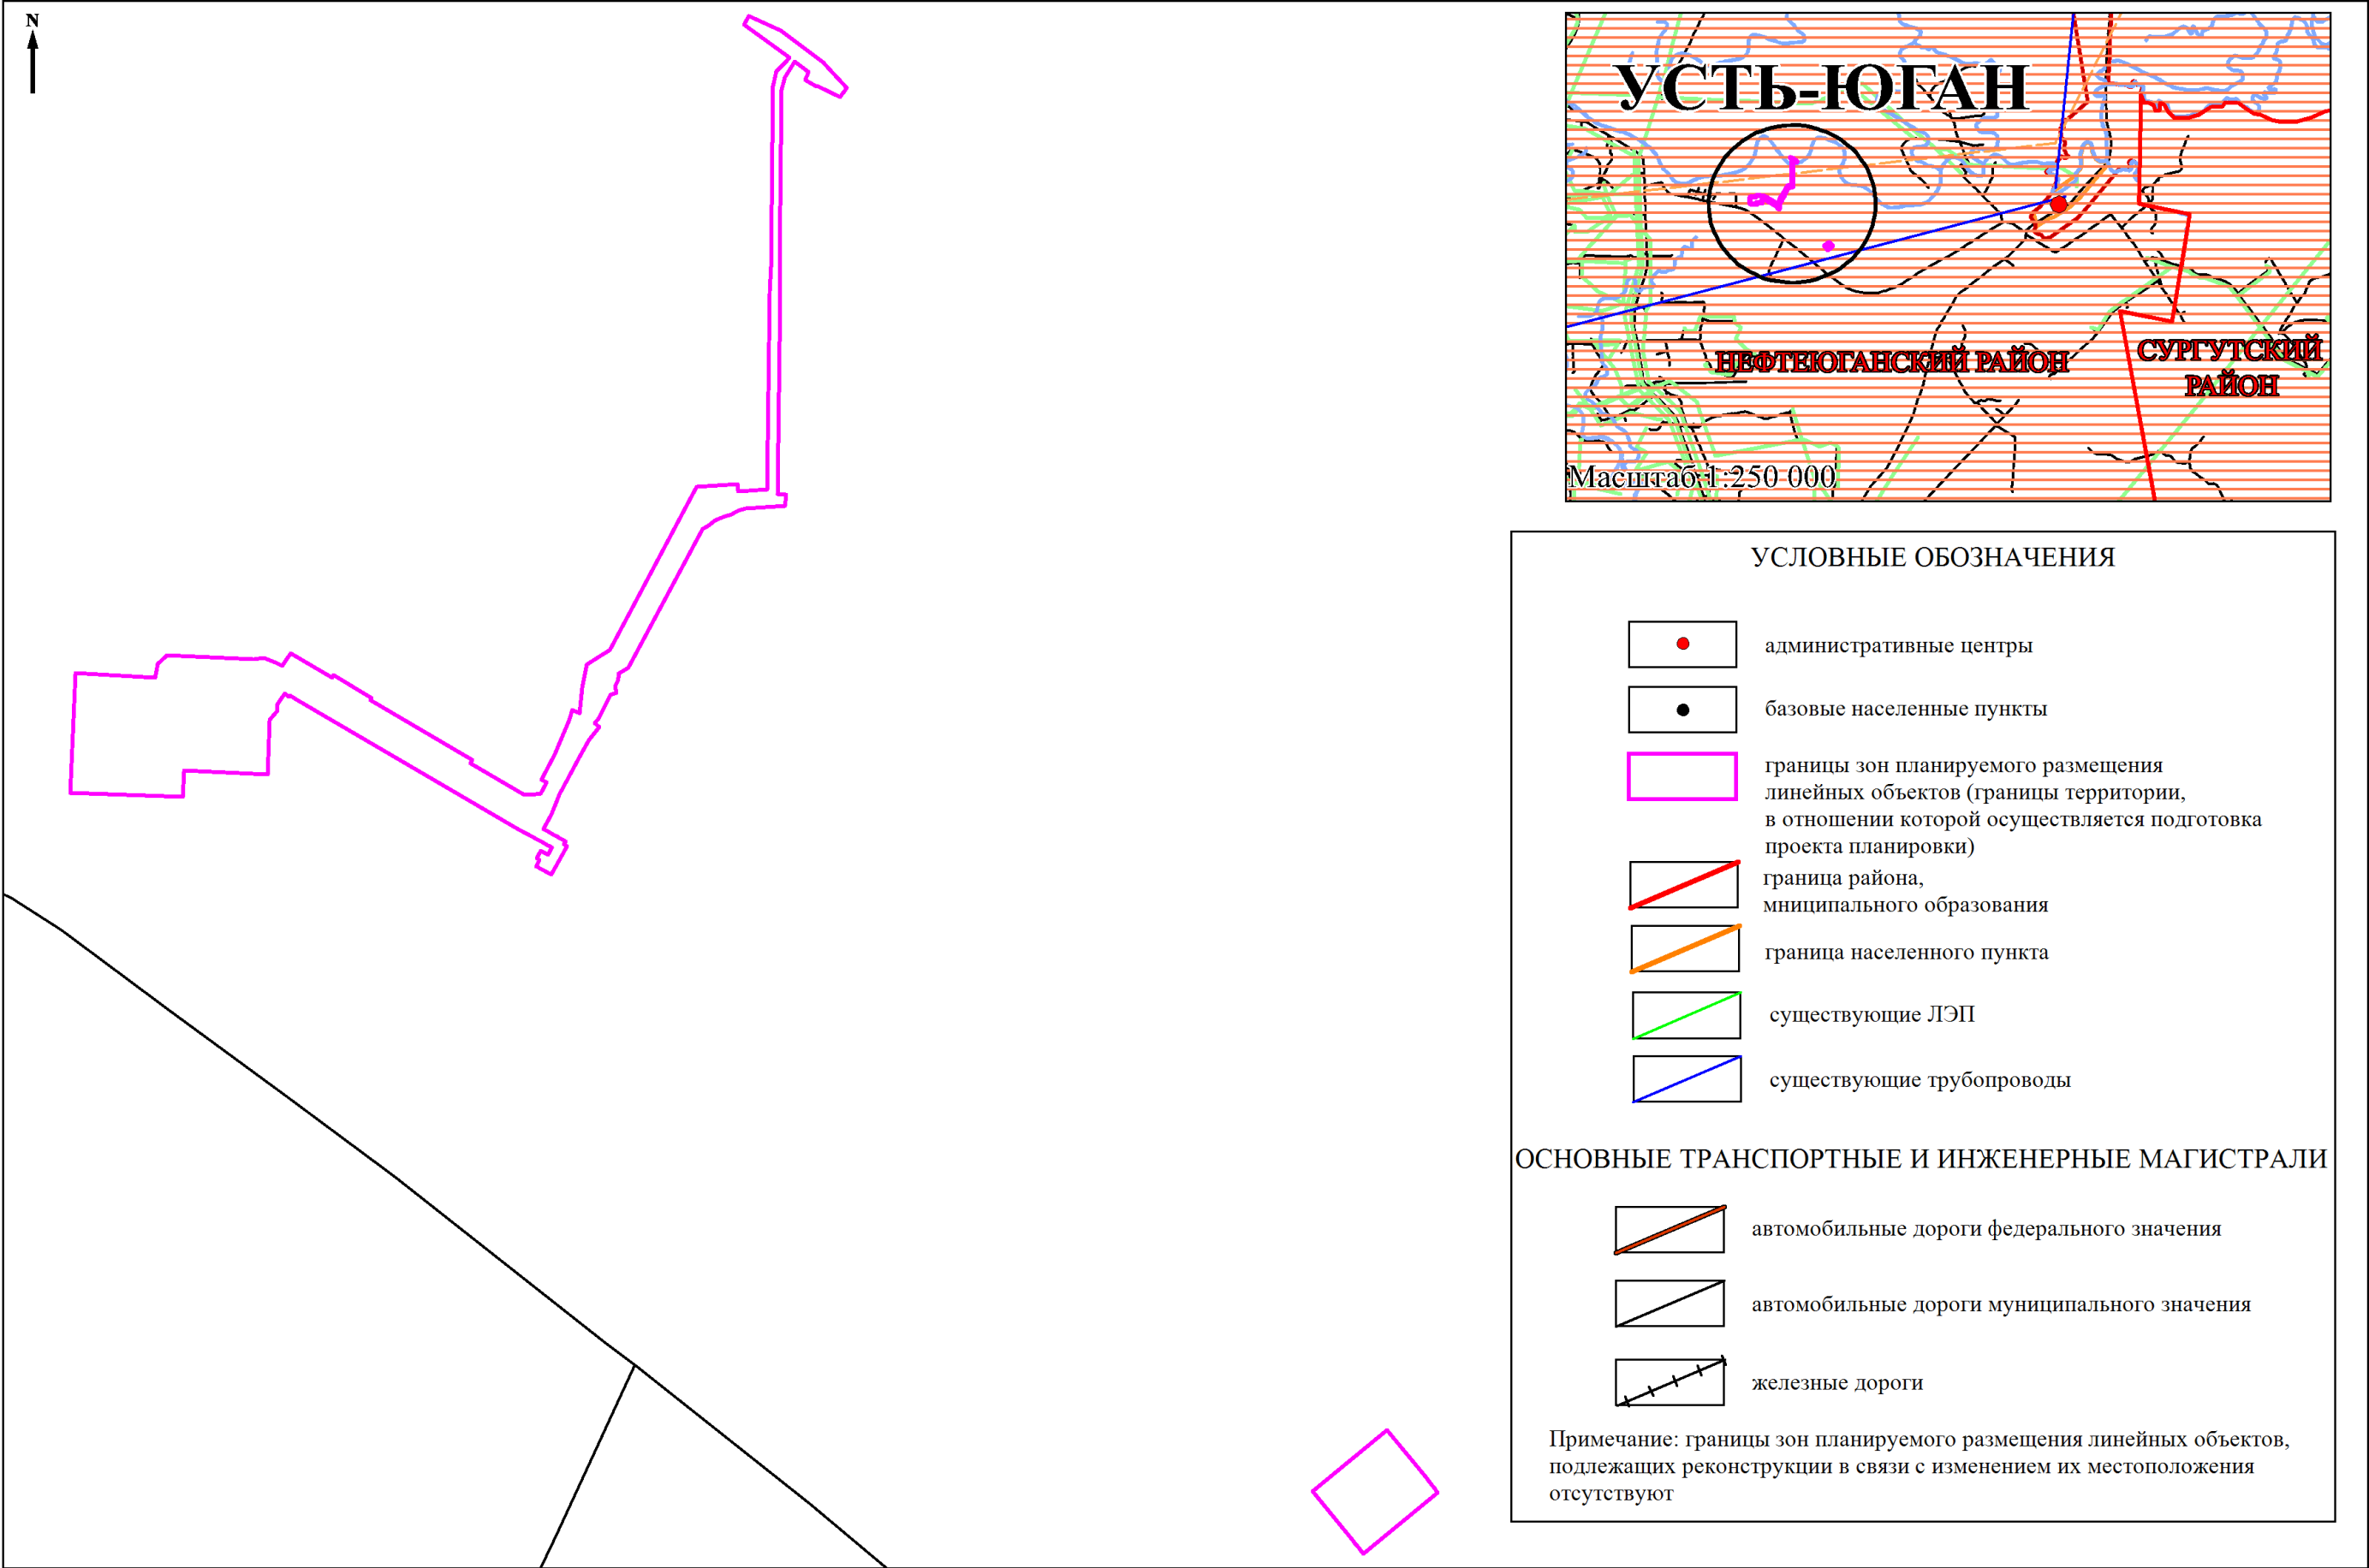 N
УСТЬ-ЮГАН
НЕФТЕЮГАНСКИЙ РАЙОН
СУРГУТСКИЙ
РАЙОН
Масштаб 1:250 000
УСЛОВНЫЕ ОБОЗНАЧЕНИЯ
административные центры
базовые населенные пункты
границы зон планируемого размещения
линейных объектов (границы территории,
в отношении которой осуществляется подготовка
проекта планировки)
граница района,
мниципального образования
граница населенного пункта
существующие ЛЭП
существующие трубопроводы
ОСНОВНЫЕ ТРАНСПОРТНЫЕ И ИНЖЕНЕРНЫЕ МАГИСТРАЛИ
автомобильные дороги федерального значения
автомобильные дороги муниципального значения
железные дороги
Примечание: границы зон планируемого размещения линейных объектов,
подлежащих реконструкции в связи с изменением их местоположения
отсутствуют